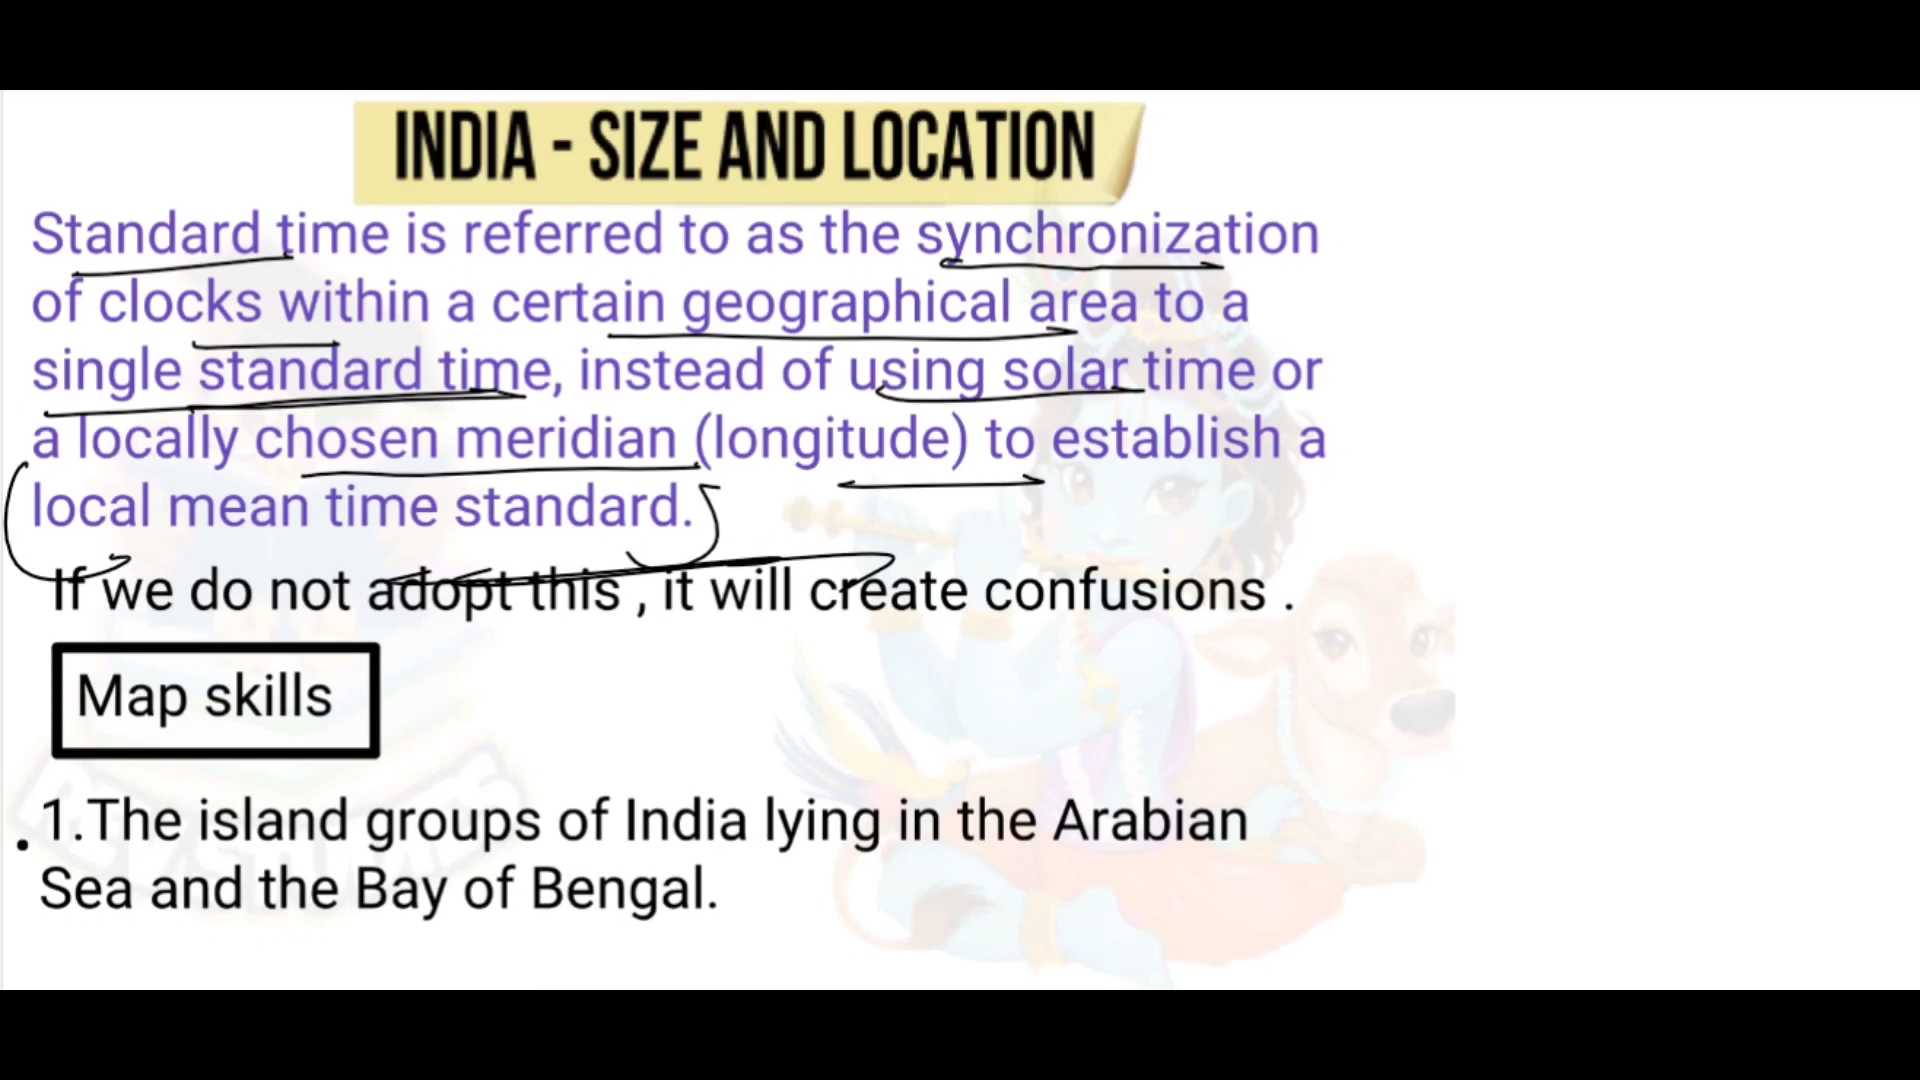 INDIA - SIZE AND LOCATION
Standard time is referred to as the synchronization
of clocks within a certain geographical area to a
single standard time, instead of using solar time or
a locally chosen meridian (longitude) to establish a
local mean time standard.
If we do not adopt this , it will create confusions .
Map skills
1.The island groups of India lying in the Arabian
Sea and the Bay of Bengal.